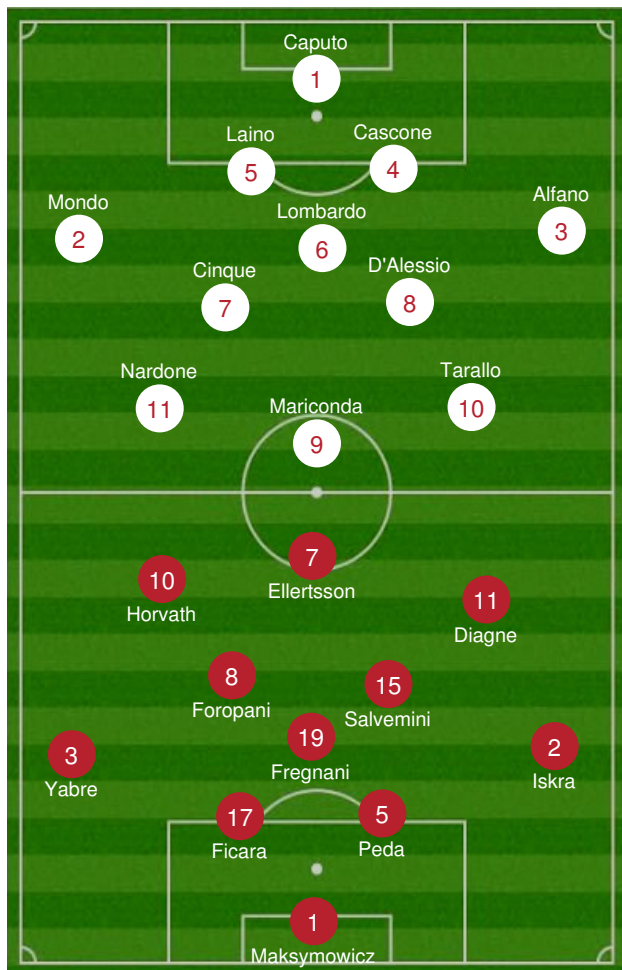 Caputo
1
Laino
5
Cascone
4
Mondo
2
Lombardo
6
Alfano
3
Cinque
7
D'Alessio
8
Nardone
11
Mariconda
9
Tarallo
10
10
Horvath
7
Ellertsson
11
Diagne
8
Foropani
15
Salvemini
3
Yabre
19
Fregnani
2
Iskra
17
Ficara
5
Peda
1
Maksymowicz